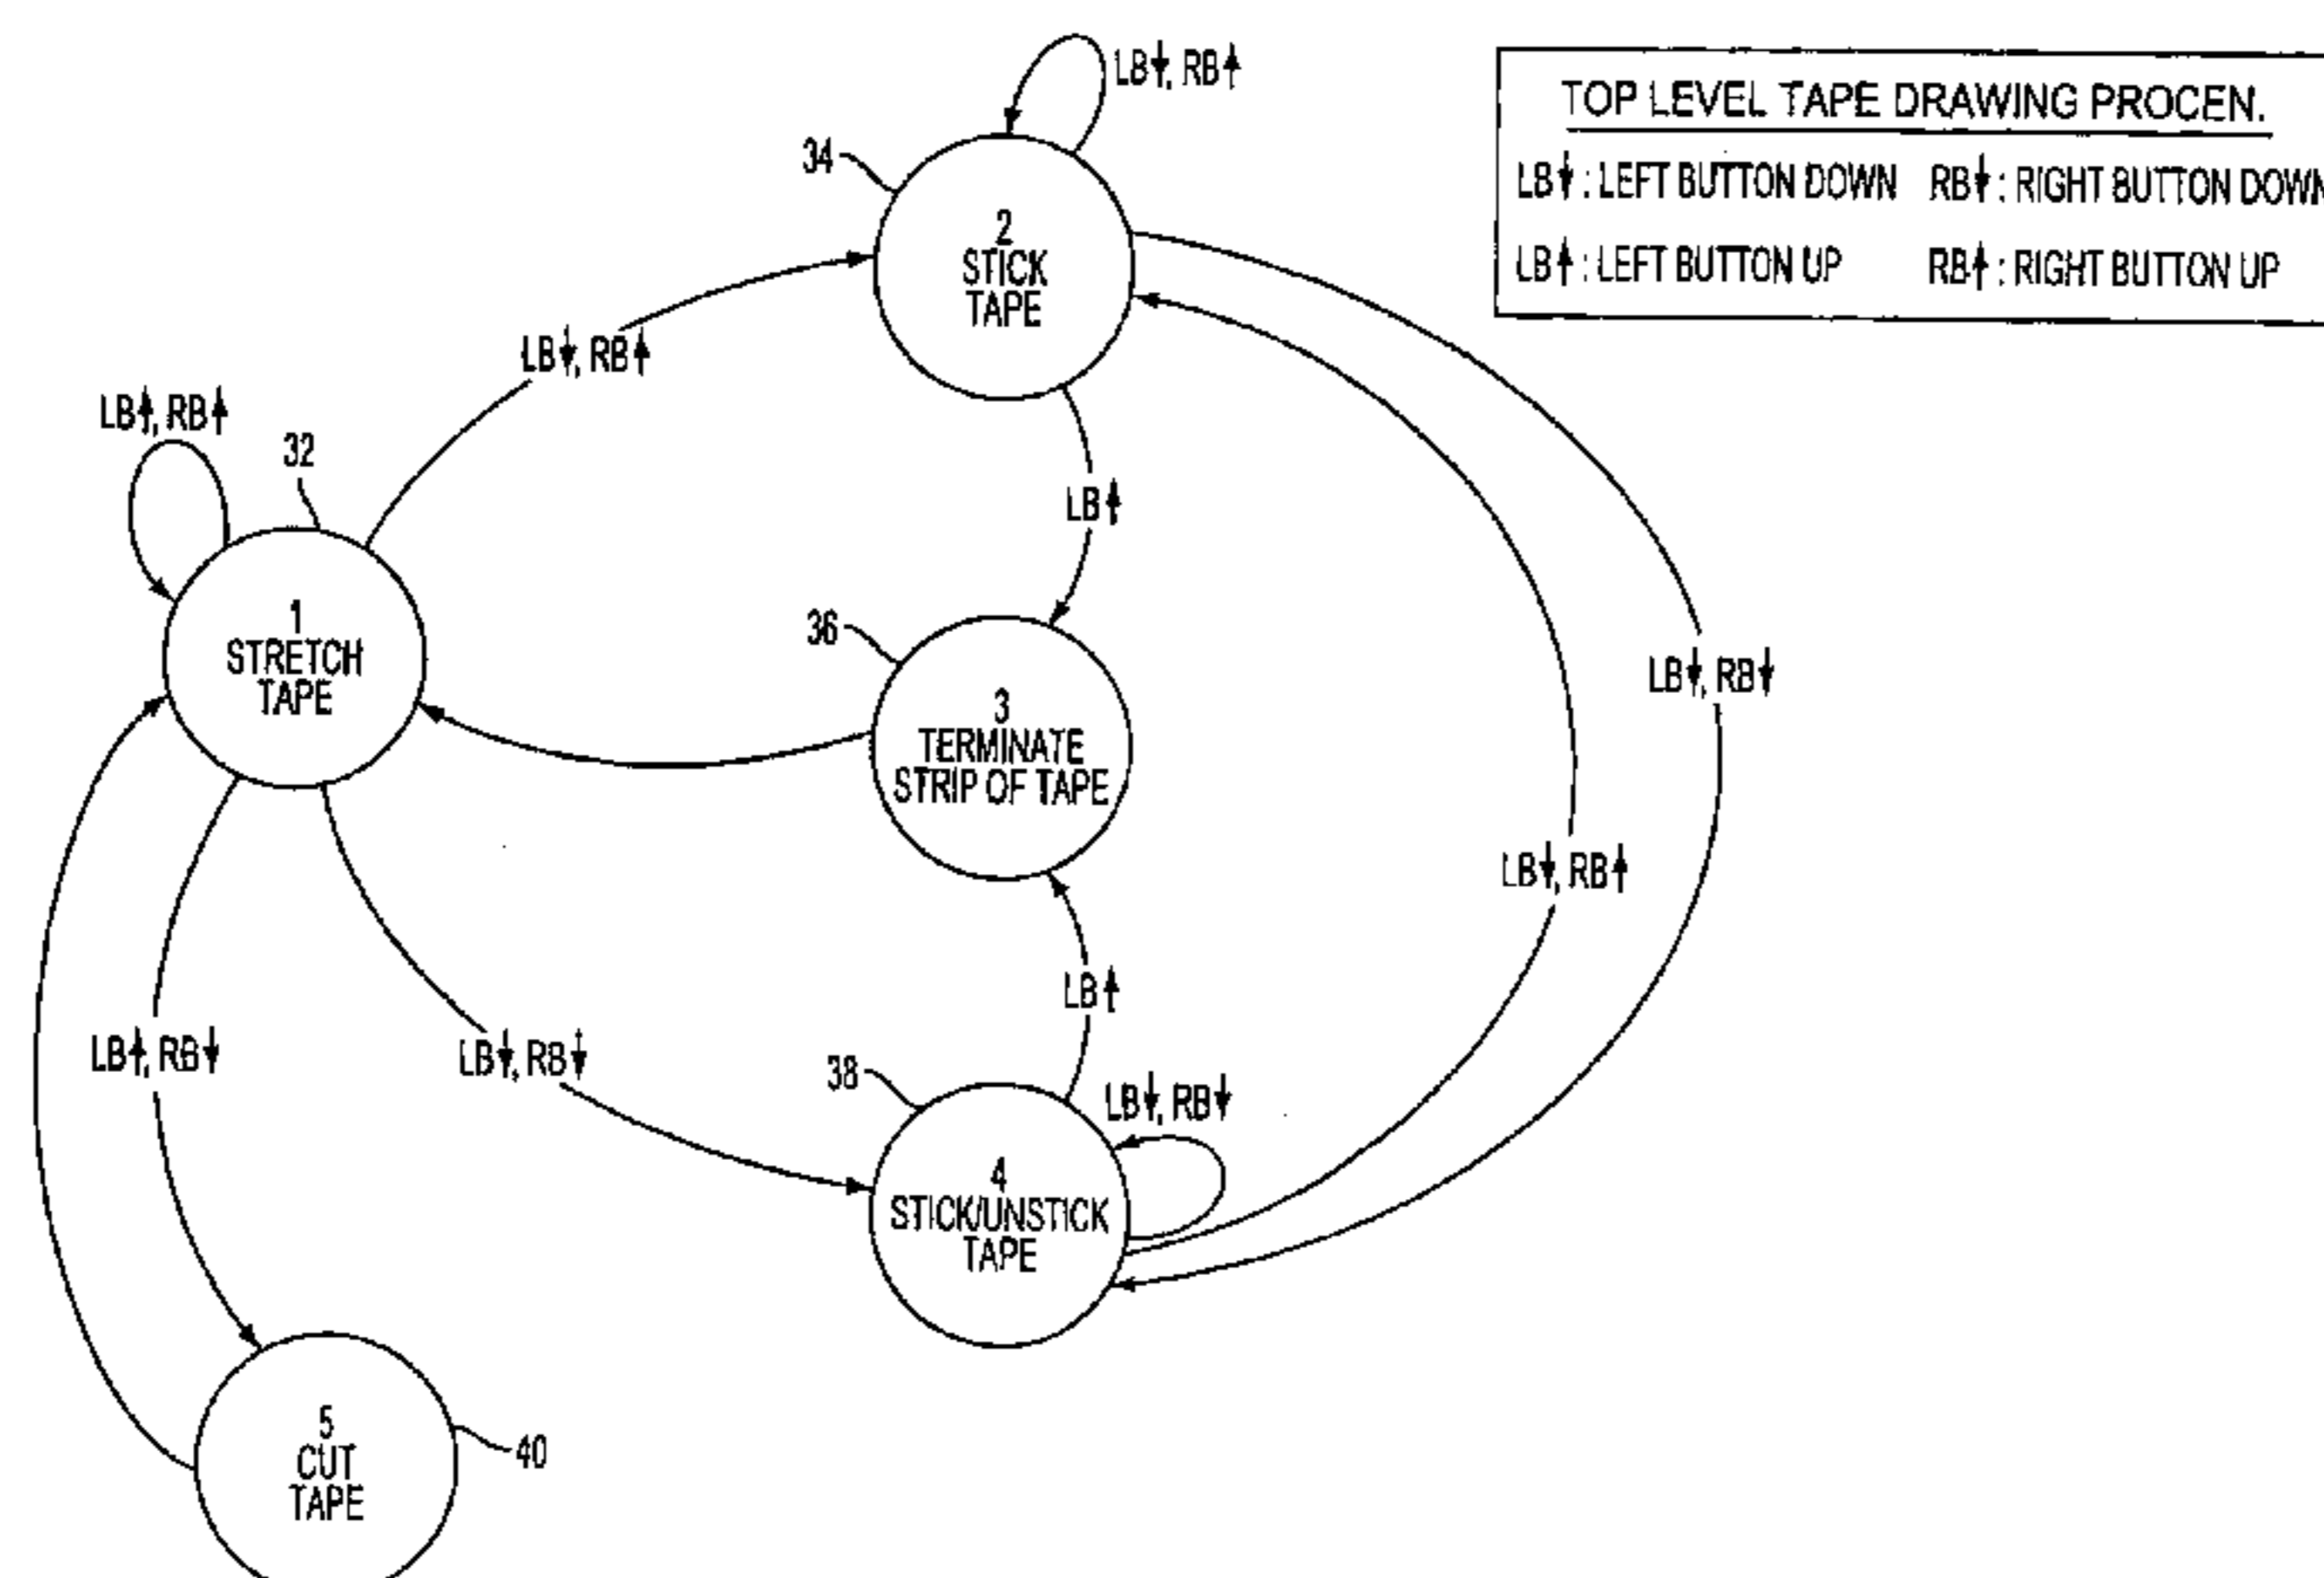 LB↓, RB↑
TOP LEVEL TAPE DRAWING PROCEN.
LB↓: LEFT BUTTON DOWN RB↓: RIGHT BUTTON DOWN
LB↑: LEFT BUTTON UP RB↑: RIGHT BUTTON UP
34
2
STICK
TAPE
LB↓, RB↑
LB↑, RB↑
32
LB↑
1
STRETCH
TAPE
36
3
TERMINATE
STRIP OF TAPE
LB↓, RB↓
LB↓, RB↑
LB↑
LB↑, RB↓
LB↓, RB↓
38
LB↓, RB↓
4
STICK/UNSTICK
TAPE
5
CUT
TAPE
40